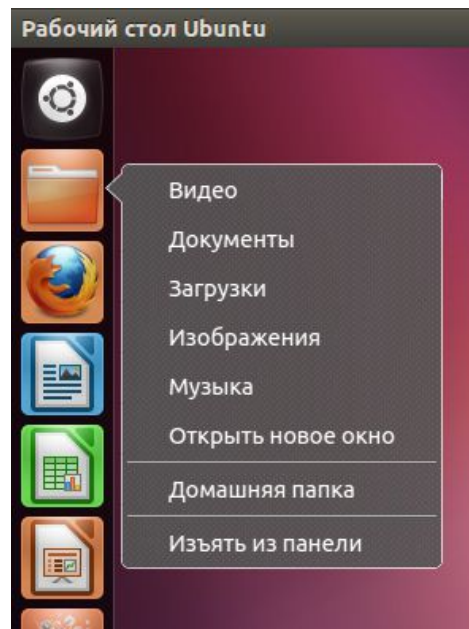 Рабочий стол Ubuntu
Видео
Документы
Загрузки
Изображения
Музыка
Открыть новое окно
Домашняя папка
Изъять из панели